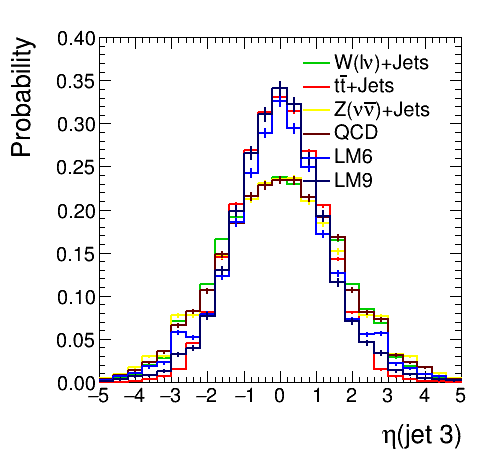 Probability
0.40
0.35
0.30
0.25
0.20
0.15
0.10
0.05
0.00
W(lν)+Jets
tt̅+Jets
Z(νν̅)+Jets
QCD
LM6
LM9
−5 −4 −3 −2 −1 0 1 2 3 4 5
η(jet 3)